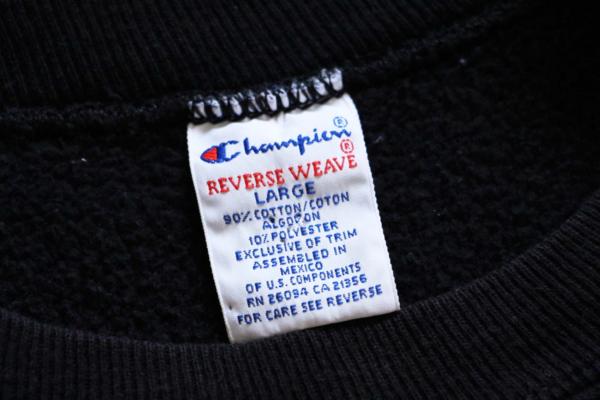 Champion®
REVERSE WEAVE®
LARGE
90% COTTON/COTON
ALGODON
10% POLYESTER
EXCLUSIVE OF TRIM
ASSEMBLED IN
MEXICO
OF U.S. COMPONENTS
RN 26094 CA 21356
FOR CARE SEE REVERSE